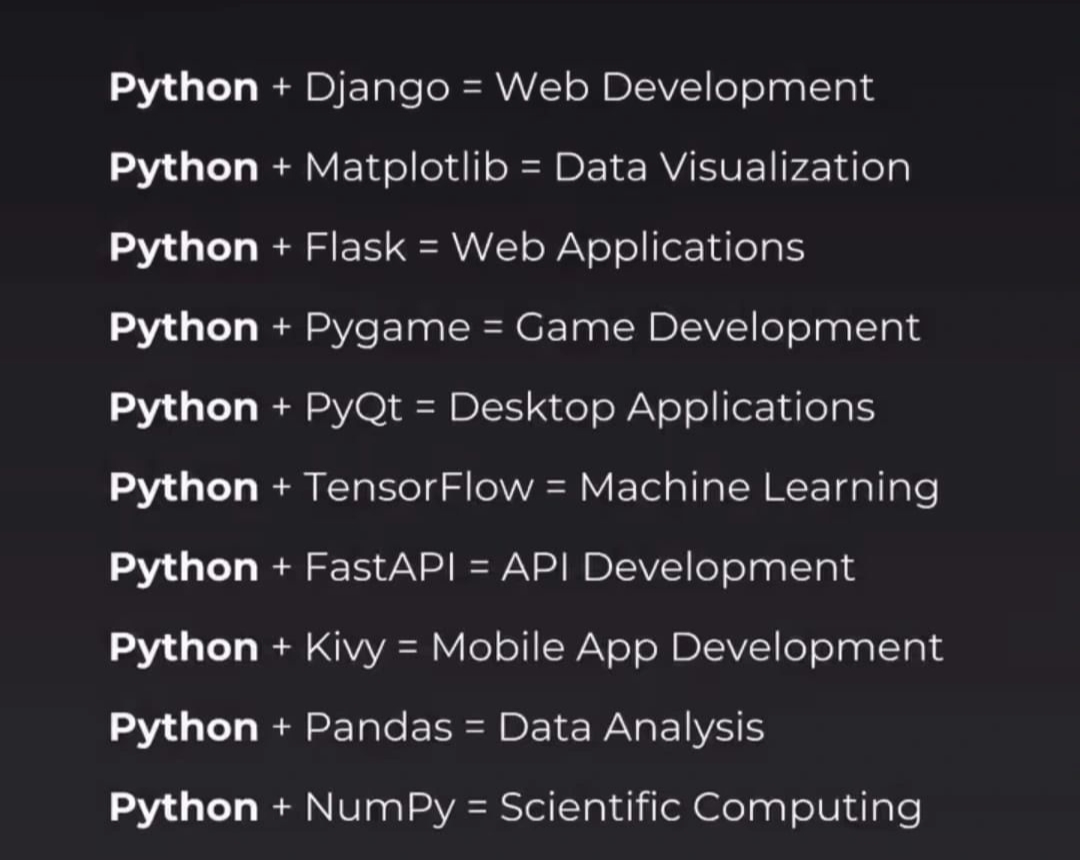 Python + Django = Web Development
Python + Matplotlib = Data Visualization
Python + Flask = Web Applications
Python + Pygame = Game Development
Python + PyQt = Desktop Applications
Python + TensorFlow = Machine Learning
Python + FastAPI = API Development
Python + Kivy = Mobile App Development
Python + Pandas = Data Analysis
Python + NumPy = Scientific Computing